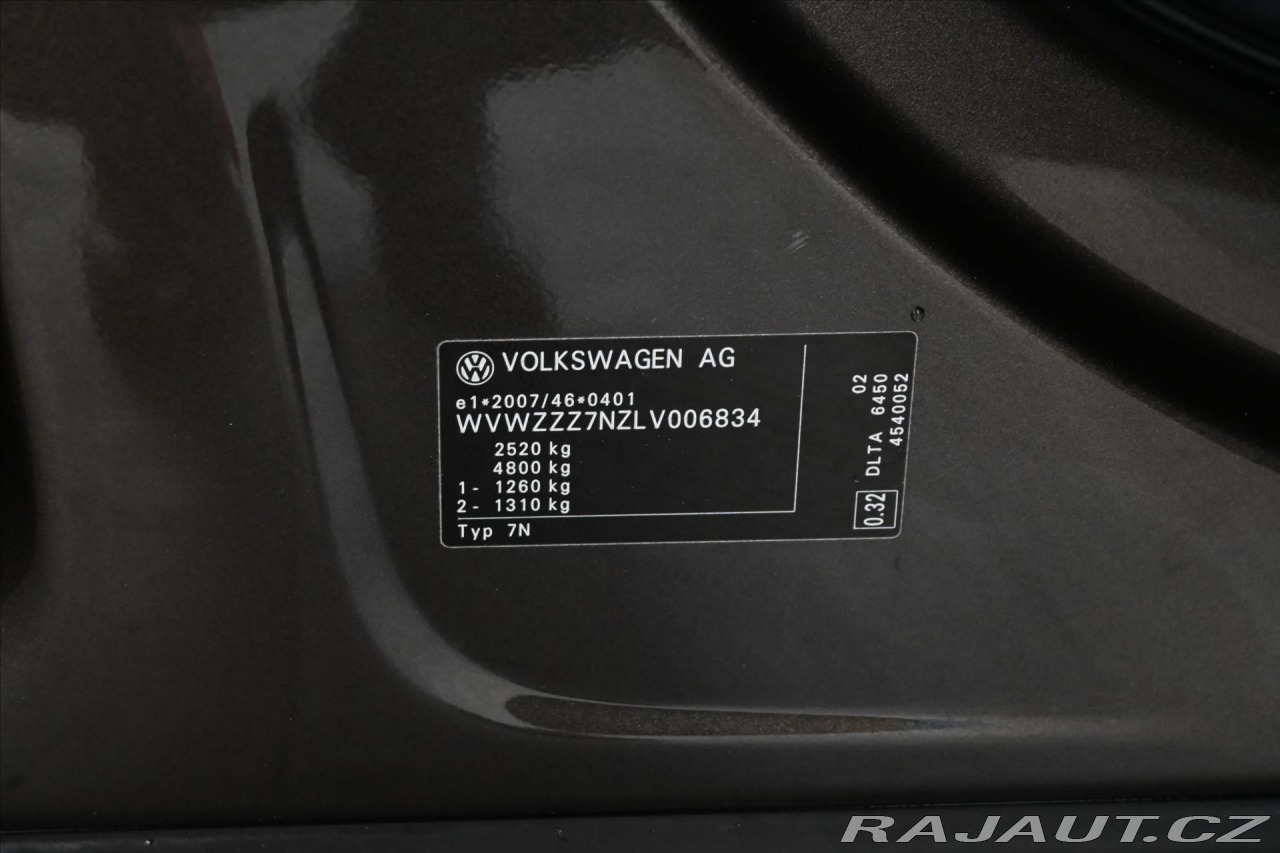 VOLKSWAGEN AG
e1*2007/46*0401
WVWZZZ7NZLV006834
2520 kg
4800 kg
1- 1260 kg
2- 1310 kg
Typ 7N
02
DLTA 6450
4540052
0.32
RAJAUT.CZ